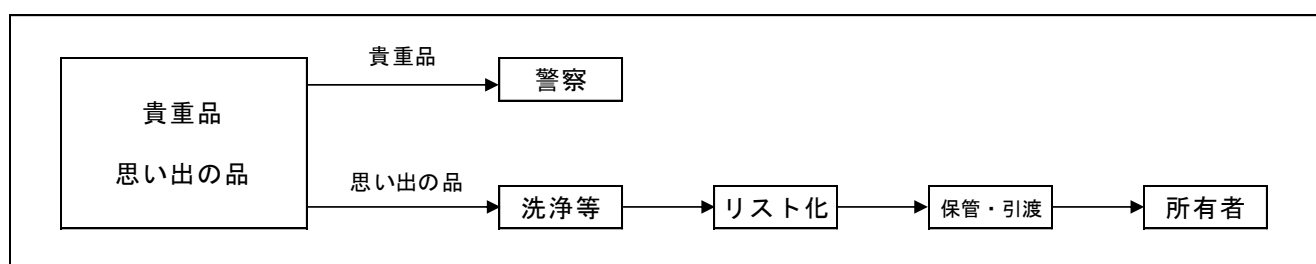 貴重品
思い出の品
貴重品
警察
思い出の品
洗浄等
リスト化
保管・引渡
所有者